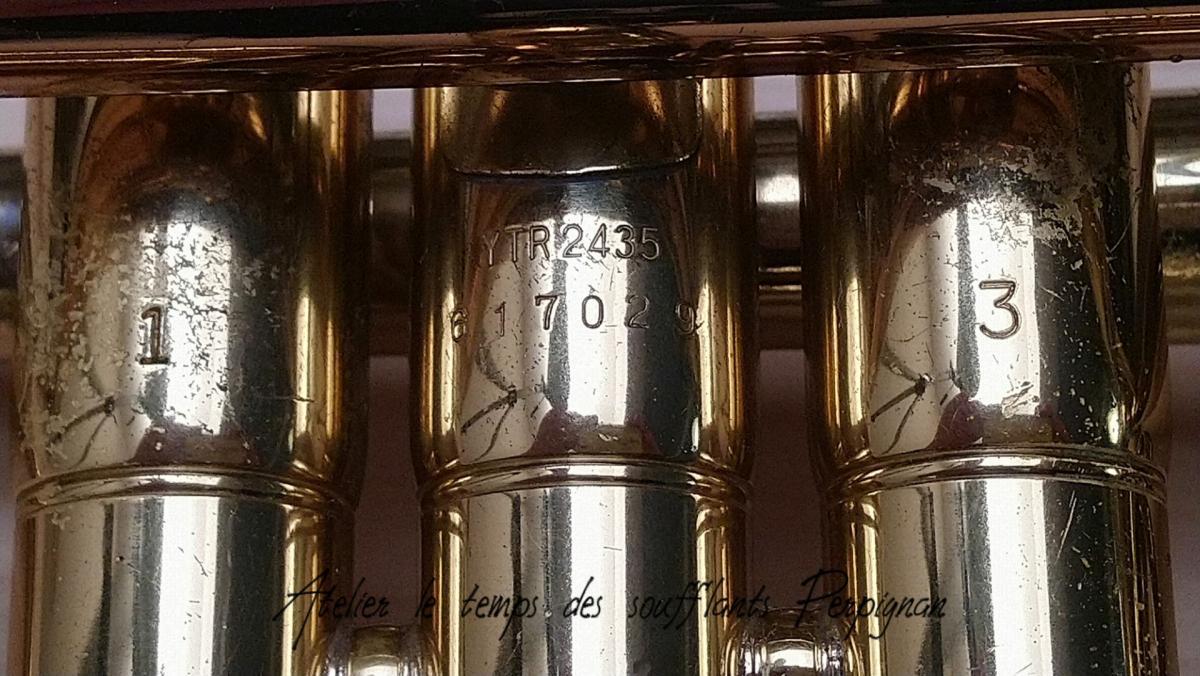 YTR2435
617029
1
3
Atelier le temps des soufflants Perpignan